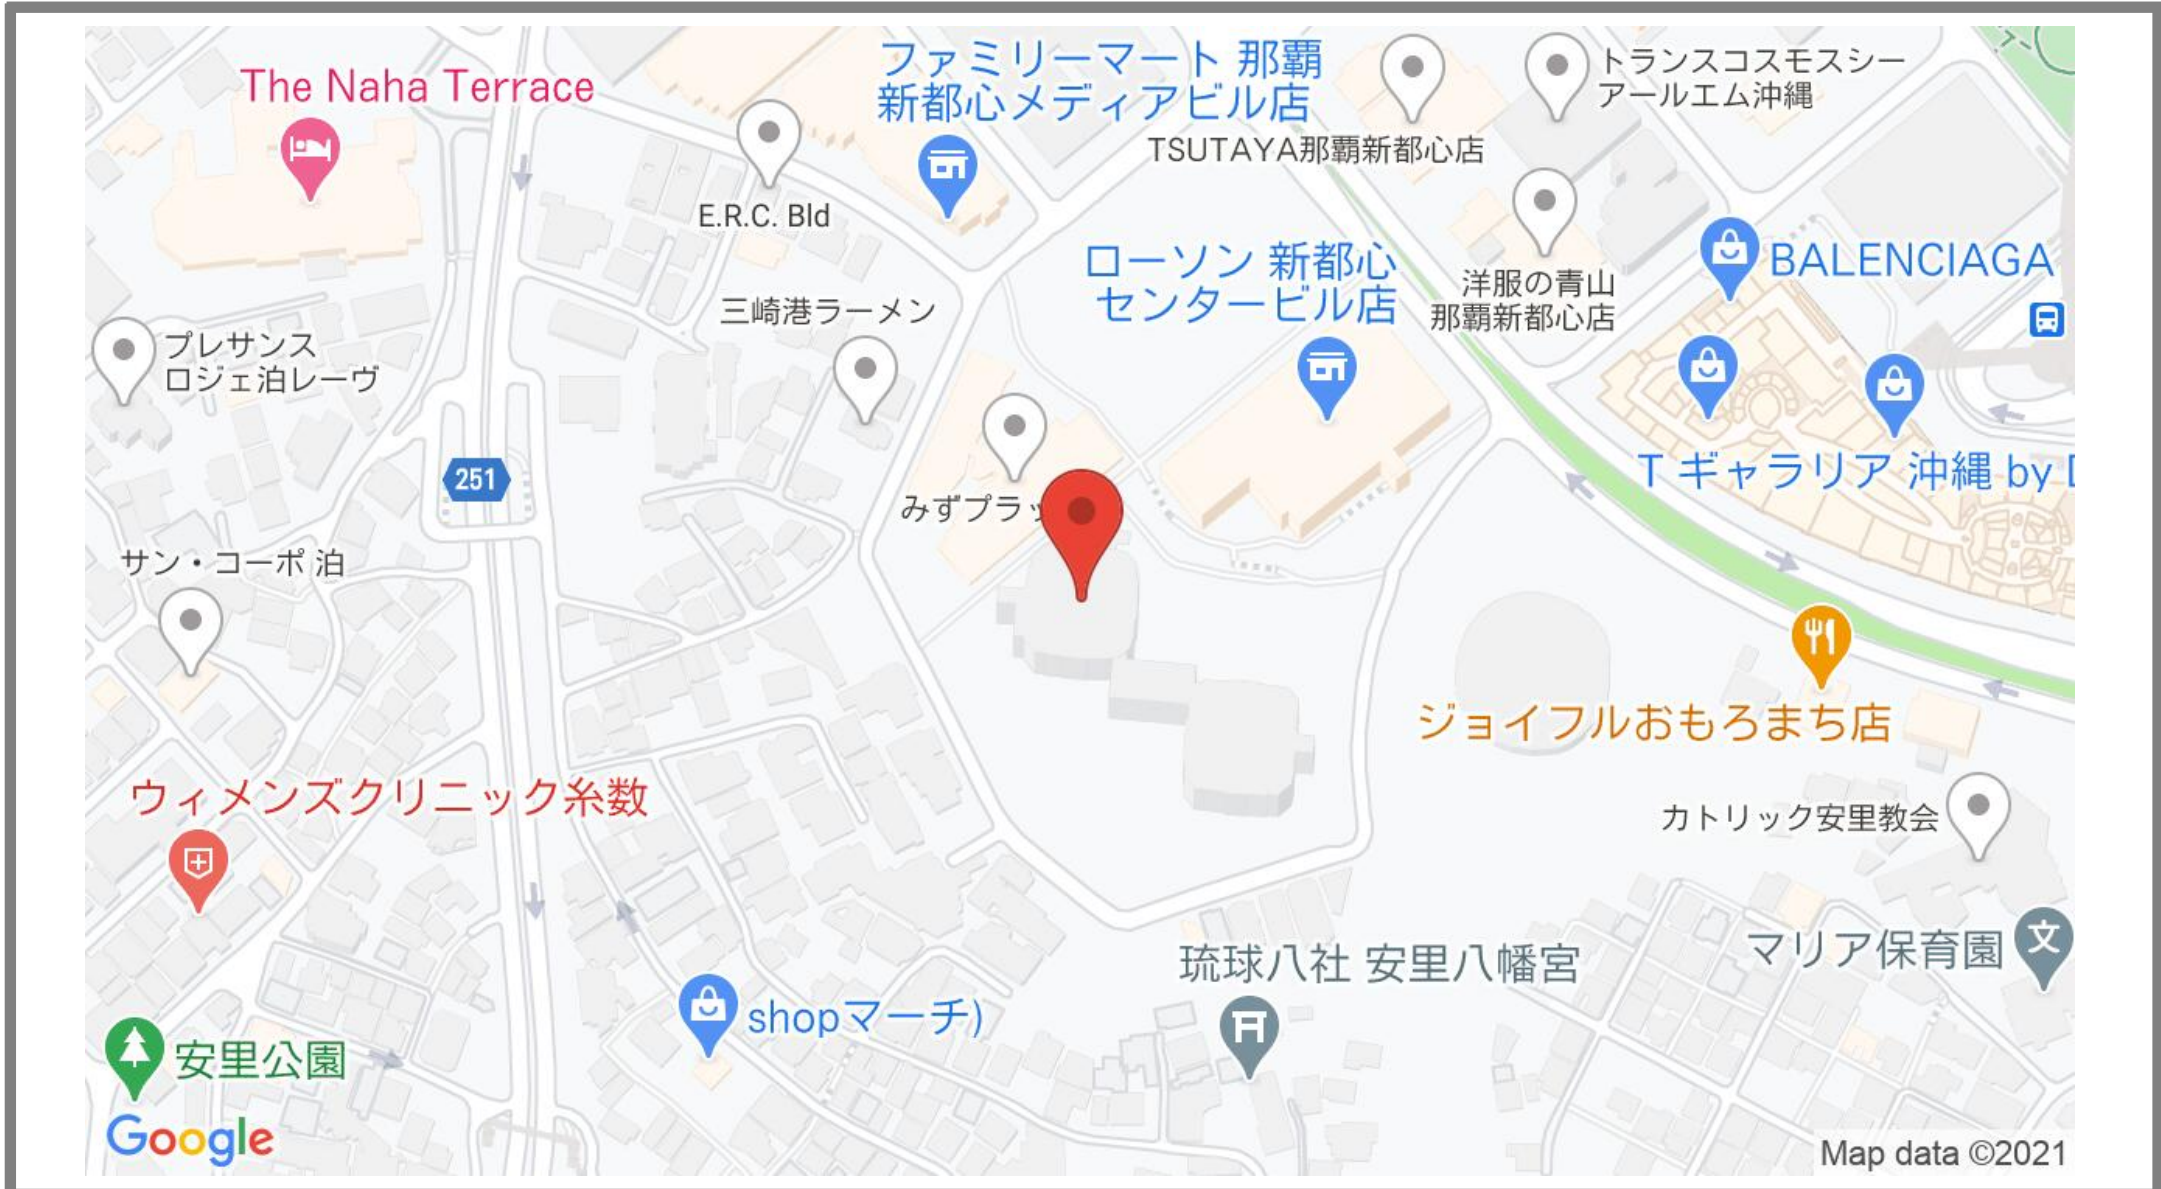 The Naha Terrace
ファミリーマート 那覇
新都心メディアビル店
トランスコスモスシー
アールエム沖縄
TSUTAYA那覇新都心店
E.R.C. Bld
ローソン 新都心
センタービル店
洋服の青山
那覇新都心店
BALENCIAGA
三崎港ラーメン
プレサンス
ロジェ泊レーヴ
251
T ギャラリア 沖縄 by
みずプラッ
サン・コーポ 泊
ジョイフルおもろまち店
ウィメンズクリニック糸数
カトリック安里教会
マリア保育園
文
琉球八社 安里八幡宮
shopマーチ)
安里公園
Google
Map data ©2021